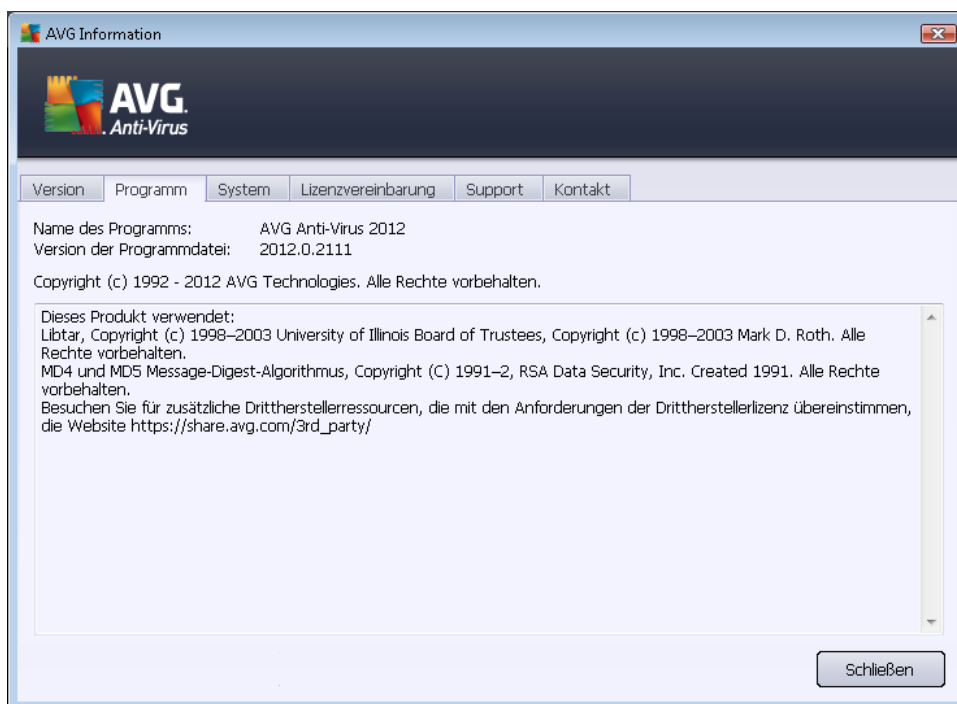 AVG Information
AVG.
Anti-Virus
Version Programm System Lizenzvereinbarung Support Kontakt
Name des Programms: AVG Anti-Virus 2012
Version der Programmdatei: 2012.0.2111
Copyright (c) 1992 - 2012 AVG Technologies. Alle Rechte vorbehalten.
Dieses Produkt verwendet:
Libtar, Copyright (c) 1998–2003 University of Illinois Board of Trustees, Copyright (c) 1998–2003 Mark D. Roth. Alle
Rechte vorbehalten.
MD4 und MD5 Message-Digest-Algorithmus, Copyright (C) 1991–2, RSA Data Security, Inc. Created 1991. Alle Rechte
vorbehalten.
Besuchen Sie für zusätzliche Drittherstellerressourcen, die mit den Anforderungen der Drittherstellerlizenz übereinstimmen,
die Website https://share.avg.com/3rd_party/
Schließen